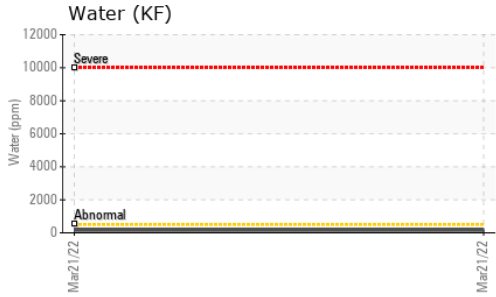 Water (KF)
12000
Severe
10000
8000
Water (ppm)
6000
4000
2000
Abnormal
0
Mar21/22
Mar21/22